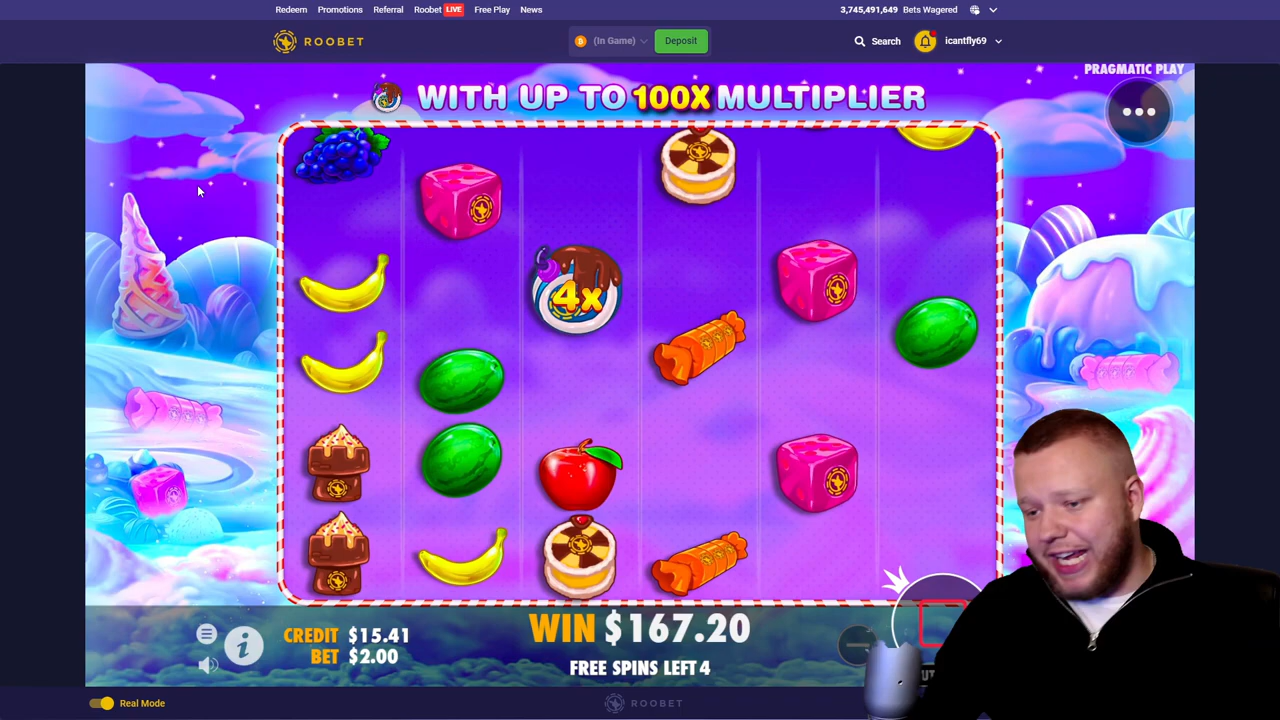 Redeem Promotions Referral Roobet LIVE Free Play News
3,745,491,649 Bets Wagered
ROOBET
(In Game)
Deposit
Search
icantfly69
PRAGMATIC PLAY
WITH UP TO 100X MULTIPLIER
4x
CREDIT $15.41
BET $2.00
WIN $167.20
FREE SPINS LEFT 4
Real Mode
ROOBET